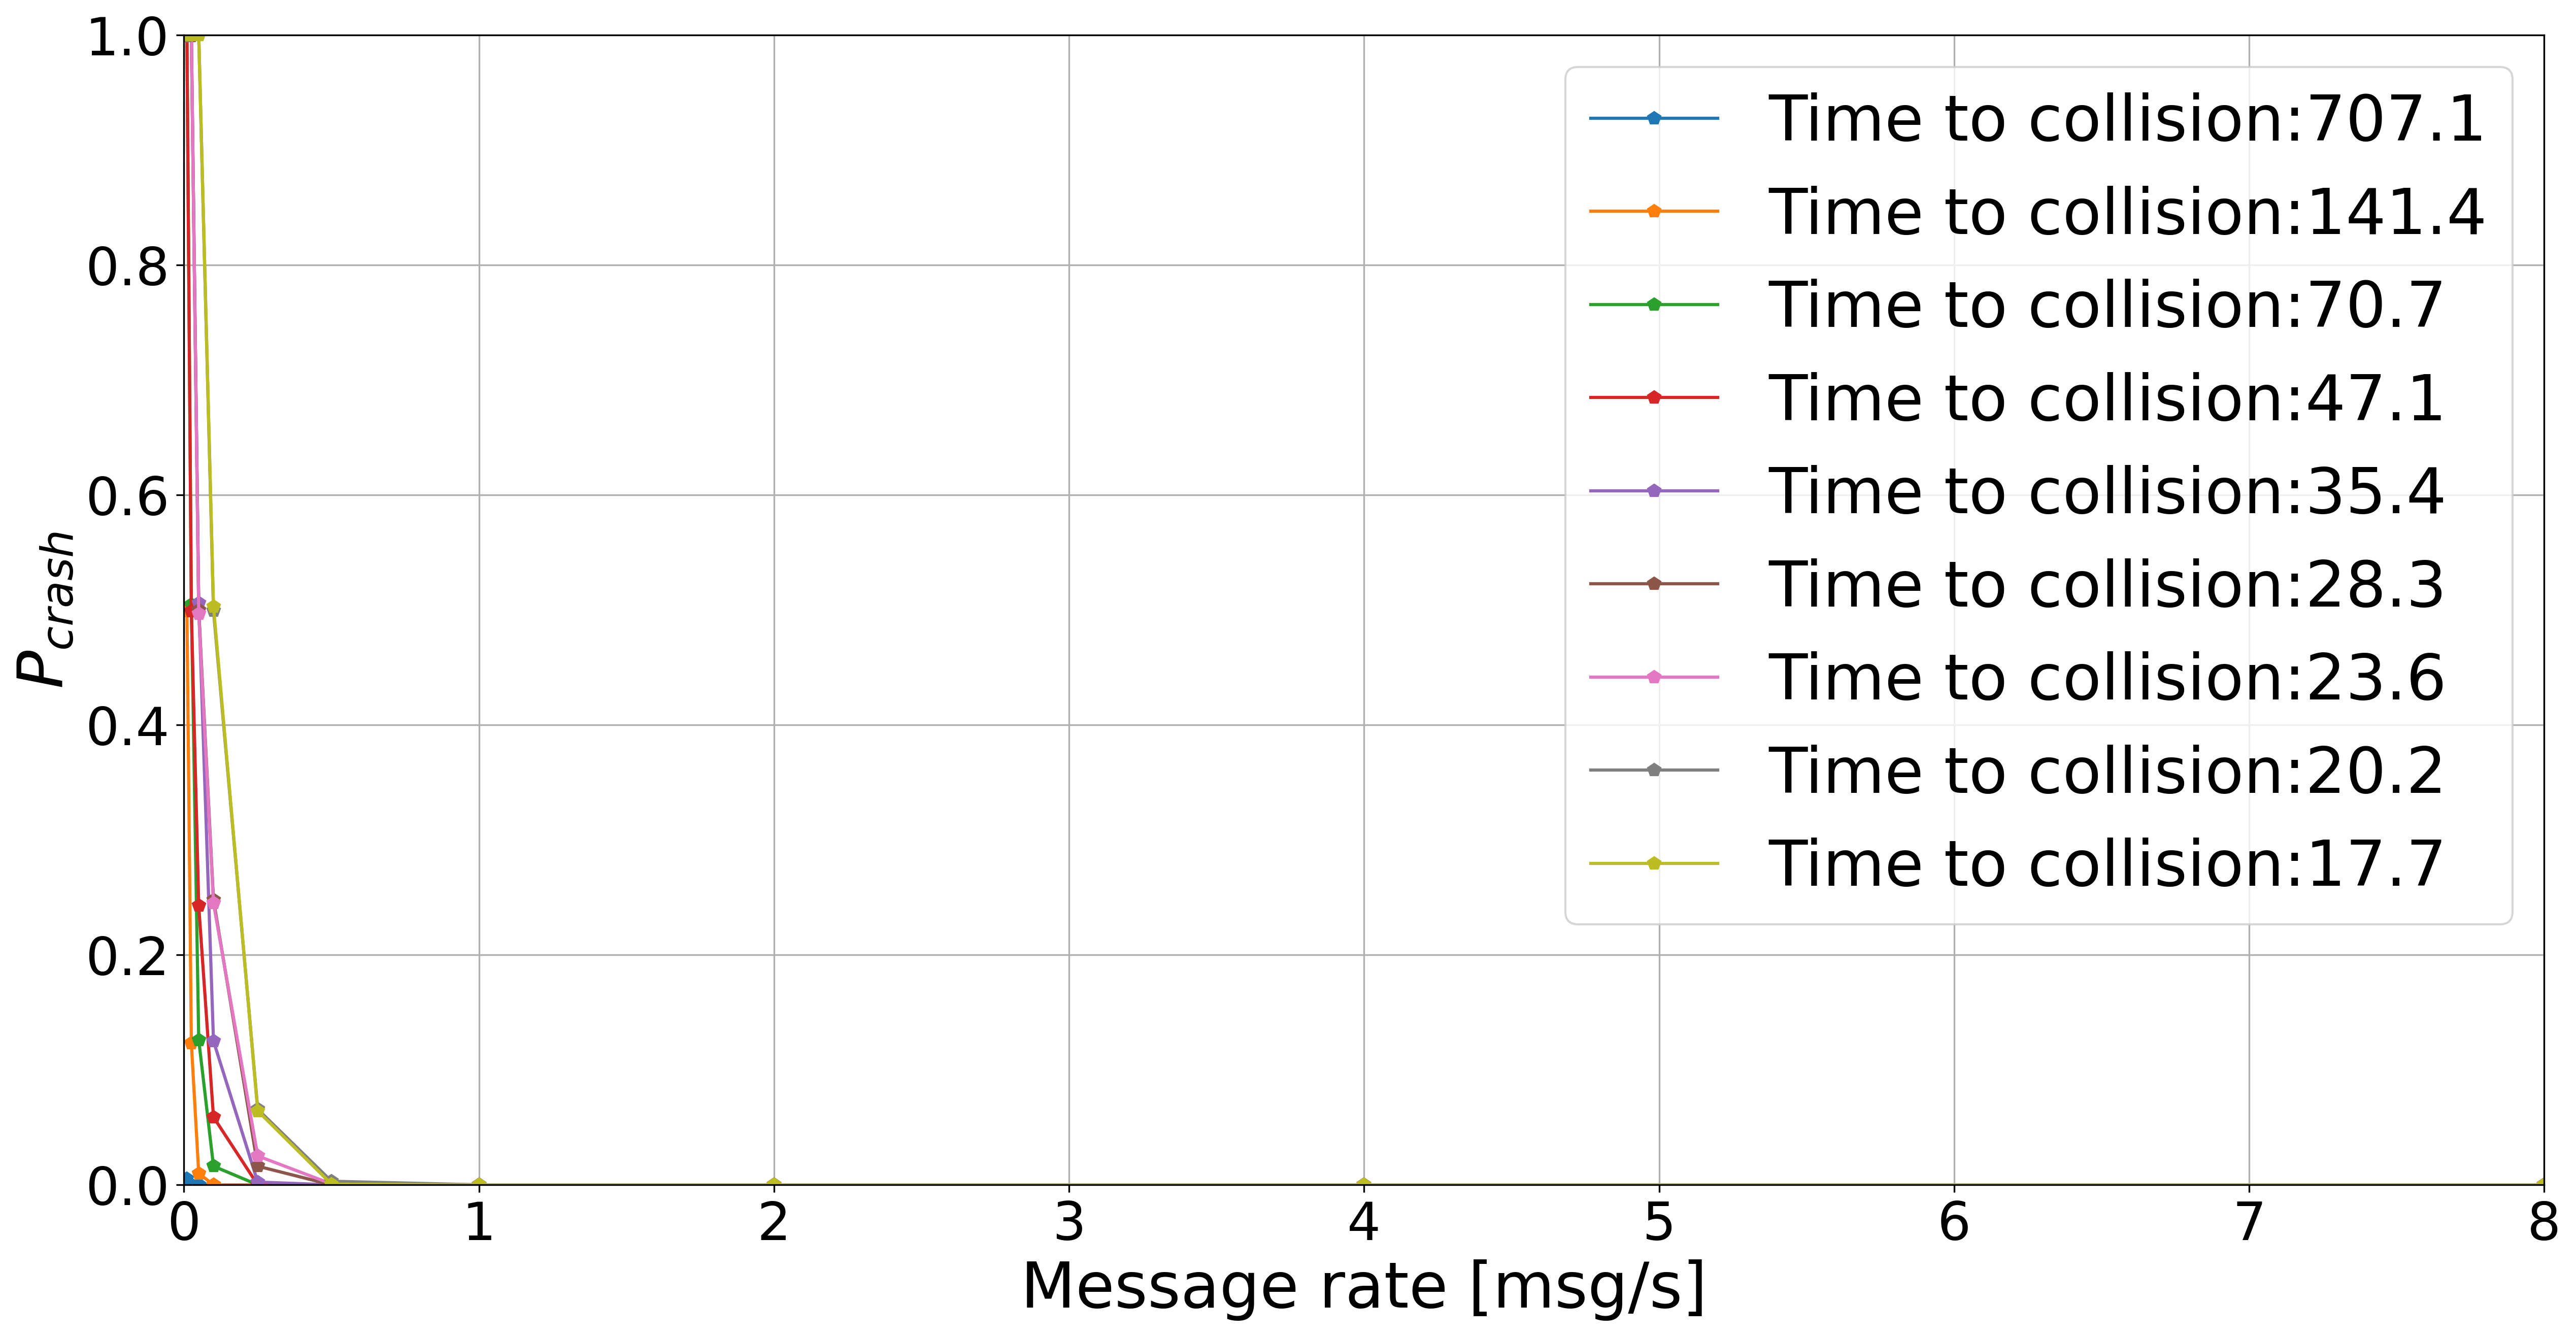 1.0
0.8
0.6
0.4
0.2
0.0
P_crash
0 1 2 3 4 5 6 7 8
Message rate [msg/s]
Time to collision:707.1
Time to collision:141.4
Time to collision:70.7
Time to collision:47.1
Time to collision:35.4
Time to collision:28.3
Time to collision:23.6
Time to collision:20.2
Time to collision:17.7